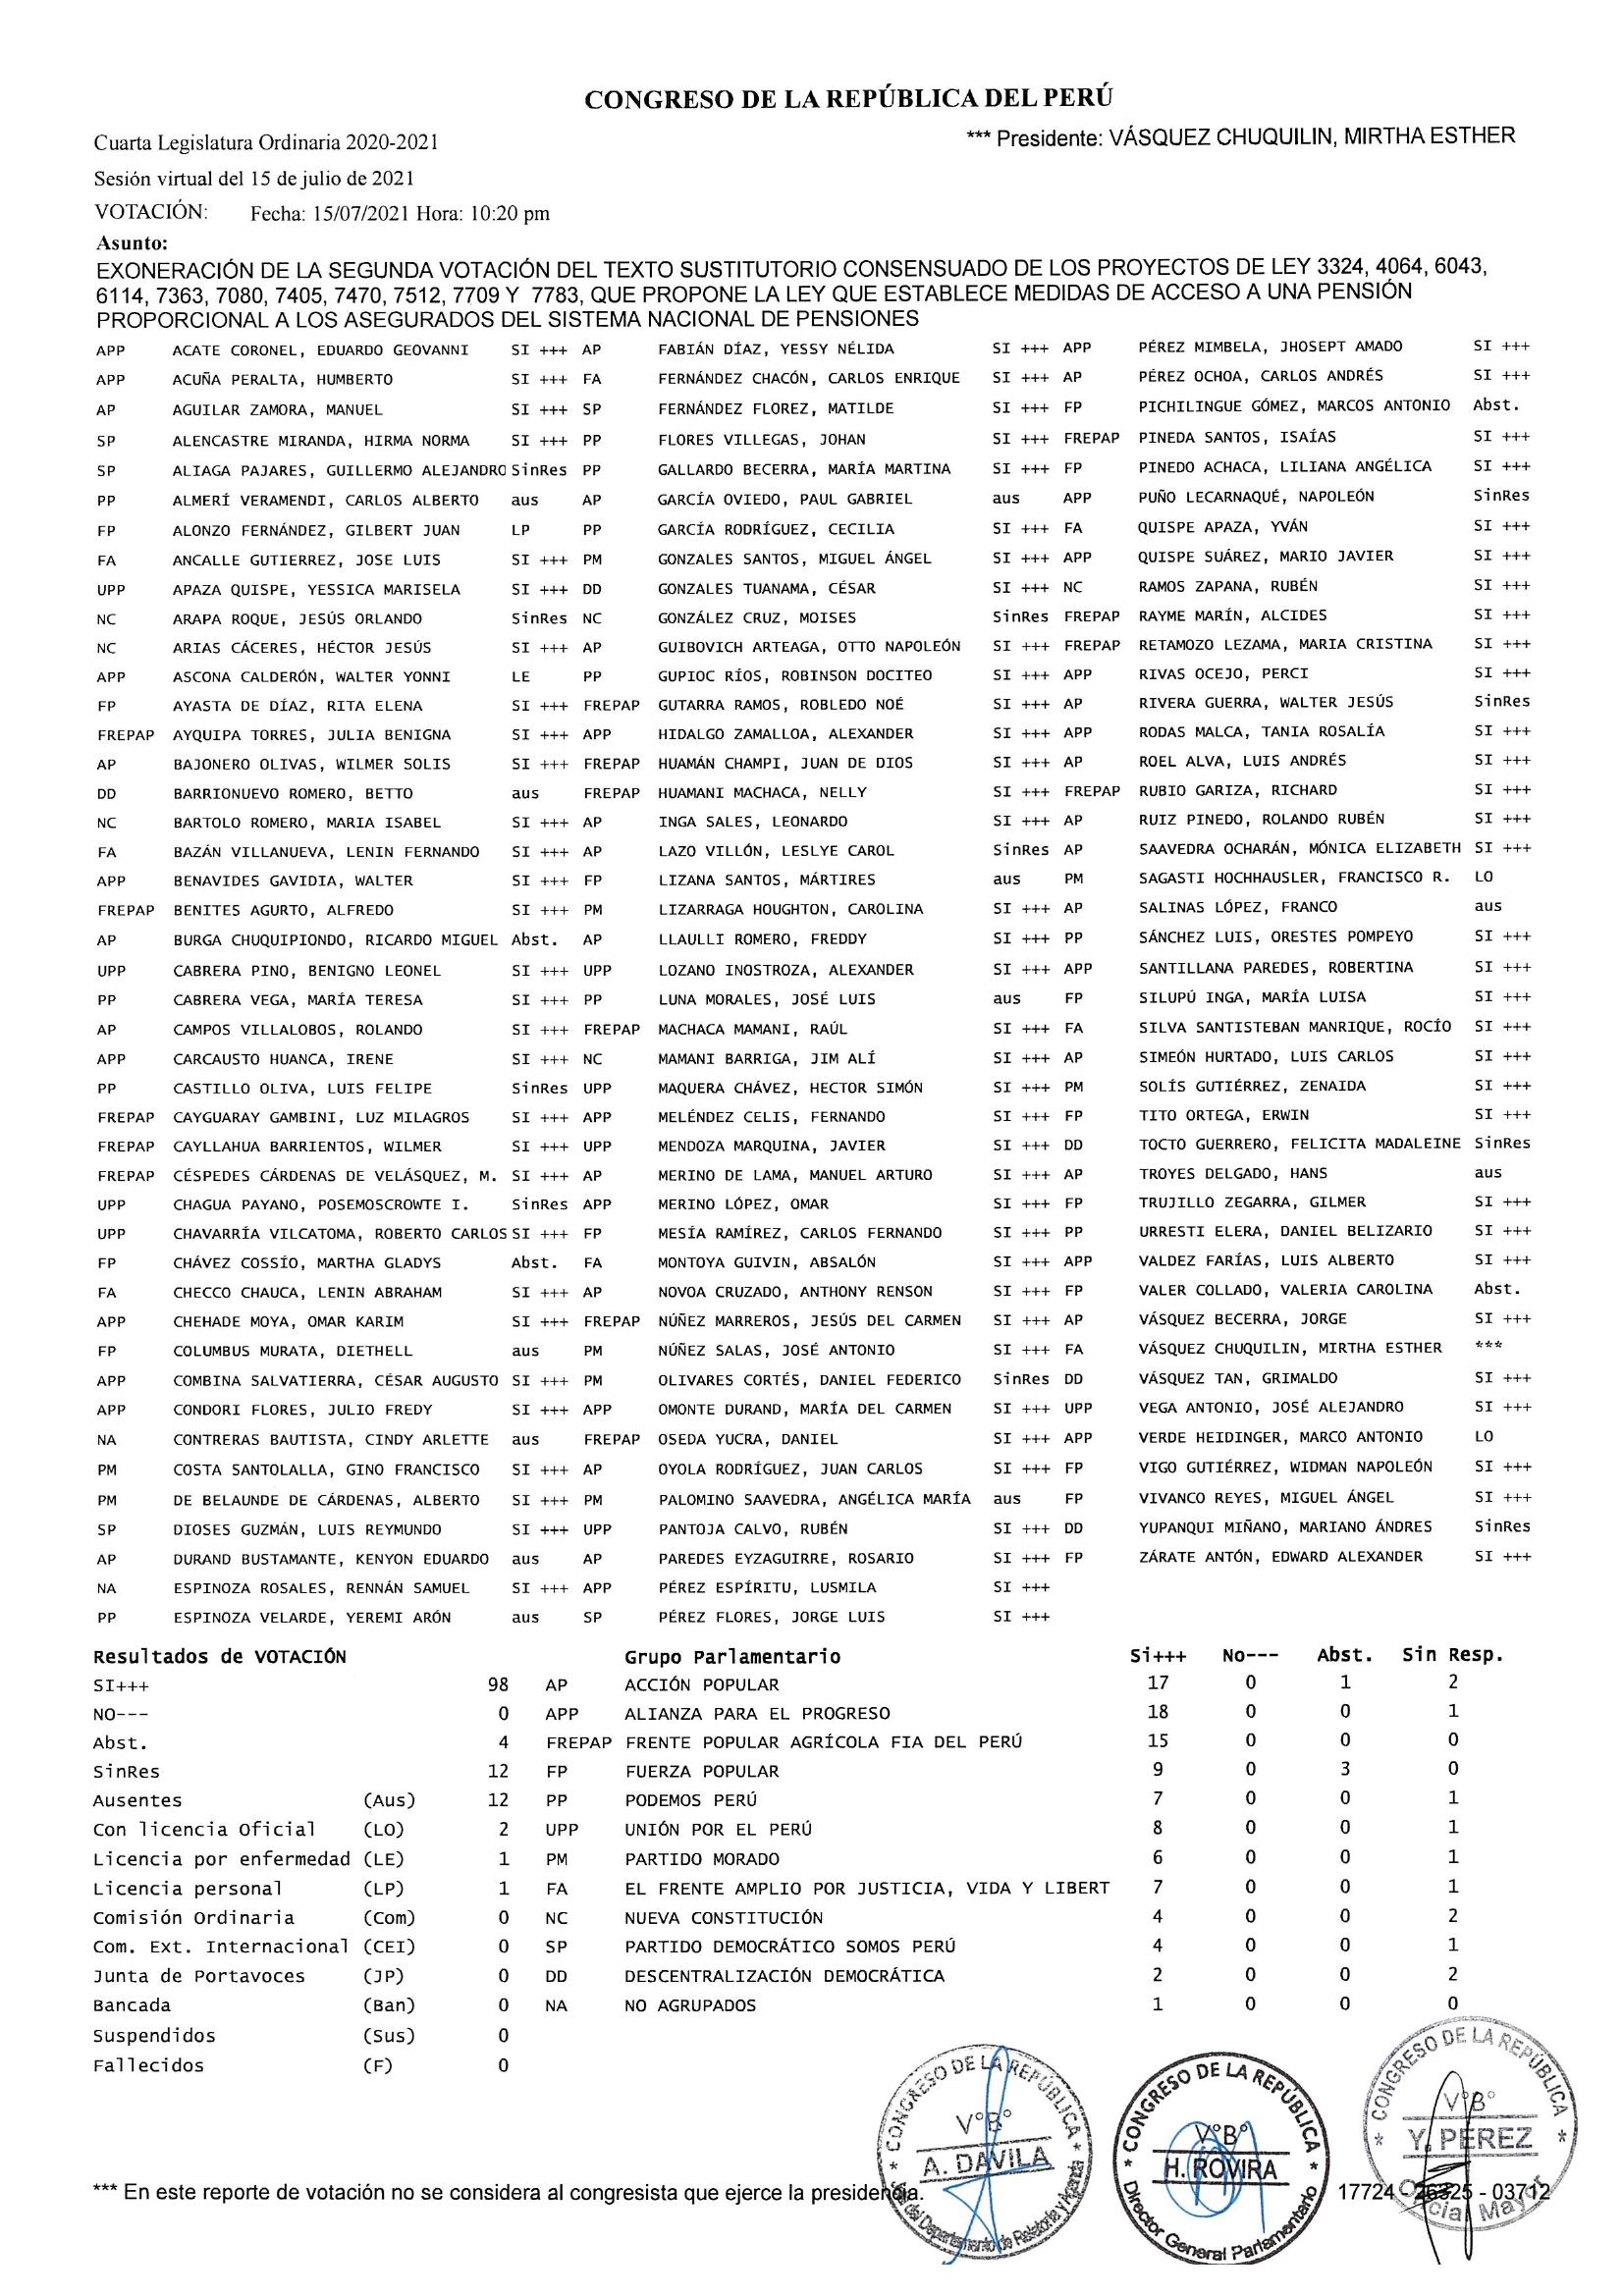 CONGRESO DE LA REPÚBLICA DEL PERÚ
Cuarta Legislatura Ordinaria 2020-2021 *** Presidente: VÁSQUEZ CHUQUILIN, MIRTHA ESTHER
Sesión virtual del 15 de julio de 2021
VOTACIÓN: Fecha: 15/07/2021 Hora: 10:20 pm
Asunto:
EXONERACIÓN DE LA SEGUNDA VOTACIÓN DEL TEXTO SUSTITUTORIO CONSENSUADO DE LOS PROYECTOS DE LEY 3324, 4064, 6043,
6114, 7363, 7080, 7405, 7470, 7512, 7709 Y 7783, QUE PROPONE LA LEY QUE ESTABLECE MEDIDAS DE ACCESO A UNA PENSIÓN
PROPORCIONAL A LOS ASEGURADOS DEL SISTEMA NACIONAL DE PENSIONES
APP ACATE CORONEL, EDUARDO GEOVANNI SI +++ AP FABIÁN DÍAZ, YESSY NÉLIDA SI +++ APP PÉREZ MIMBELA, JHOSEPT AMADO SI +++
APP ACUÑA PERALTA, HUMBERTO SI +++ FA FERNÁNDEZ CHACÓN, CARLOS ENRIQUE SI +++ AP PÉREZ OCHOA, CARLOS ANDRÉS SI +++
AP AGUILAR ZAMORA, MANUEL SI +++ SP FERNÁNDEZ FLOREZ, MATILDE SI +++ FP PICHILINGUE GÓMEZ, MARCOS ANTONIO Abst.
SP ALENCASTRE MIRANDA, HIRMA NORMA SI +++ PP FLORES VILLEGAS, JOHAN SI +++ FREPAP PINEDA SANTOS, ISAÍAS SI +++
SP ALIAGA PAJARES, GUILLERMO ALEJANDRO SinRes PP GALLARDO BECERRA, MARÍA MARTINA SI +++ FP PINEDO ACHACA, LILIANA ANGÉLICA SI +++
PP ALMERÍ VERAMENDI, CARLOS ALBERTO aus AP GARCÍA OVIEDO, PAUL GABRIEL aus APP PUÑO LECARNAQUÉ, NAPOLEÓN SinRes
FP ALONZO FERNÁNDEZ, GILBERT JUAN LP PP GARCÍA RODRÍGUEZ, CECILIA SI +++ FA QUISPE APAZA, YVÁN SI +++
FA ANCALLE GUTIERREZ, JOSE LUIS SI +++ PM GONZALES SANTOS, MIGUEL ÁNGEL SI +++ APP QUISPE SUÁREZ, MARIO JAVIER SI +++
UPP APAZA QUISPE, YESSICA MARISELA SI +++ DD GONZALES TUANAMA, CÉSAR SI +++ NC RAMOS ZAPANA, RUBÉN SI +++
NC ARAPA ROQUE, JESÚS ORLANDO SinRes NC GONZÁLEZ CRUZ, MOISES SinRes FREPAP RAYME MARÍN, ALCIDES SI +++
NC ARIAS CÁCERES, HÉCTOR JESÚS SI +++ AP GUIBOVICH ARTEAGA, OTTO NAPOLEÓN SI +++ FREPAP RETAMOZO LEZAMA, MARIA CRISTINA SI +++
APP ASCONA CALDERÓN, WALTER YONNI LE PP GUPIOC RÍOS, ROBINSON DOCITEO SI +++ APP RIVAS OCEJO, PERCI SI +++
FP AYASTA DE DÍAZ, RITA ELENA SI +++ FREPAP GUTARRA RAMOS, ROBLEDO NOÉ SI +++ AP RIVERA GUERRA, WALTER JESÚS SinRes
FREPAP AYQUIPA TORRES, JULIA BENIGNA SI +++ APP HIDALGO ZAMALLOA, ALEXANDER SI +++ APP RODAS MALCA, TANIA ROSALÍA SI +++
AP BAJONERO OLIVAS, WILMER SOLIS SI +++ FREPAP HUAMÁN CHAMPI, JUAN DE DIOS SI +++ AP ROEL ALVA, LUIS ANDRÉS SI +++
DD BARRIONUEVO ROMERO, BETTO aus FREPAP HUAMANI MACHACA, NELLY SI +++ FREPAP RUBIO GARIZA, RICHARD SI +++
NC BARTOLO ROMERO, MARIA ISABEL SI +++ AP INGA SALES, LEONARDO SI +++ AP RUIZ PINEDO, ROLANDO RUBÉN SI +++
FA BAZÁN VILLANUEVA, LENIN FERNANDO SI +++ AP LAZO VILLÓN, LESLYE CAROL SinRes AP SAAVEDRA OCHARÁN, MÓNICA ELIZABETH SI +++
APP BENAVIDES GAVIDIA, WALTER SI +++ FP LIZANA SANTOS, MÁRTIRES aus PM SAGASTI HOCHHAUSLER, FRANCISCO R. LO
FREPAP BENITES AGURTO, ALFREDO SI +++ PM LIZARRAGA HOUGHTON, CAROLINA SI +++ AP SALINAS LÓPEZ, FRANCO aus
AP BURGA CHUQUIPIONDO, RICARDO MIGUEL Abst. AP LLAULLI ROMERO, FREDDY SI +++ PP SÁNCHEZ LUIS, ORESTES POMPEYO SI +++
UPP CABRERA PINO, BENIGNO LEONEL SI +++ UPP LOZANO INOSTROZA, ALEXANDER SI +++ APP SANTILLANA PAREDES, ROBERTINA SI +++
PP CABRERA VEGA, MARÍA TERESA SI +++ PP LUNA MORALES, JOSÉ LUIS aus FP SILUPÚ INGA, MARÍA LUISA SI +++
AP CAMPOS VILLALOBOS, ROLANDO SI +++ FREPAP MACHACA MAMANI, RAÚL SI +++ FA SILVA SANTISTEBAN MANRIQUE, ROCÍO SI +++
APP CARCAUSTO HUANCA, IRENE SI +++ NC MAMANI BARRIGA, JIM ALÍ SI +++ AP SIMEÓN HURTADO, LUIS CARLOS SI +++
PP CASTILLO OLIVA, LUIS FELIPE SinRes UPP MAQUERA CHÁVEZ, HECTOR SIMÓN SI +++ PM SOLÍS GUTIÉRREZ, ZENAIDA SI +++
FREPAP CAYGUARAY GAMBINI, LUZ MILAGROS SI +++ APP MELÉNDEZ CELIS, FERNANDO SI +++ FP TITO ORTEGA, ERWIN SI +++
FREPAP CAYLLAHUA BARRIENTOS, WILMER SI +++ UPP MENDOZA MARQUINA, JAVIER SI +++ DD TOCTO GUERRERO, FELICITA MADALEINE SinRes
FREPAP CÉSPEDES CÁRDENAS DE VELÁSQUEZ, M. SI +++ AP MERINO DE LAMA, MANUEL ARTURO SI +++ AP TROYES DELGADO, HANS aus
UPP CHAGUA PAYANO, POSEMOSCROWTE I. SinRes APP MERINO LÓPEZ, OMAR SI +++ FP TRUJILLO ZEGARRA, GILMER SI +++
UPP CHAVARRÍA VILCATOMA, ROBERTO CARLOS SI +++ FP MESÍA RAMÍREZ, CARLOS FERNANDO SI +++ PP URRESTI ELERA, DANIEL BELIZARIO SI +++
FP CHÁVEZ COSSÍO, MARTHA GLADYS Abst. FA MONTOYA GUIVIN, ABSALÓN SI +++ APP VALDEZ FARÍAS, LUIS ALBERTO SI +++
FA CHECCO CHAUCA, LENIN ABRAHAM SI +++ AP NOVOA CRUZADO, ANTHONY RENSON SI +++ FP VALER COLLADO, VALERIA CAROLINA Abst.
APP CHEHADE MOYA, OMAR KARIM SI +++ FREPAP NÚÑEZ MARREROS, JESÚS DEL CARMEN SI +++ AP VÁSQUEZ BECERRA, JORGE SI +++
FP COLUMBUS MURATA, DIETHELL aus PM NÚÑEZ SALAS, JOSÉ ANTONIO SI +++ FA VÁSQUEZ CHUQUILIN, MIRTHA ESTHER ***
APP COMBINA SALVATIERRA, CÉSAR AUGUSTO SI +++ PM OLIVARES CORTÉS, DANIEL FEDERICO SinRes DD VÁSQUEZ TAN, GRIMALDO SI +++
APP CONDORI FLORES, JULIO FREDY SI +++ APP OMONTE DURAND, MARÍA DEL CARMEN SI +++ UPP VEGA ANTONIO, JOSÉ ALEJANDRO SI +++
NA CONTRERAS BAUTISTA, CINDY ARLETTE aus FREPAP OSEDA YUCRA, DANIEL SI +++ APP VERDE HEIDINGER, MARCO ANTONIO LO
PM COSTA SANTOLALLA, GINO FRANCISCO SI +++ AP OYOLA RODRÍGUEZ, JUAN CARLOS SI +++ FP VIGO GUTIÉRREZ, WIDMAN NAPOLEÓN SI +++
PM DE BELAUNDE DE CÁRDENAS, ALBERTO SI +++ PM PALOMINO SAAVEDRA, ANGÉLICA MARÍA aus FP VIVANCO REYES, MIGUEL ÁNGEL SI +++
SP DIOSES GUZMÁN, LUIS REYMUNDO SI +++ UPP PANTOJA CALVO, RUBÉN SI +++ DD YUPANQUI MIÑANO, MARIANO ÁNDRES SinRes
AP DURAND BUSTAMANTE, KENYON EDUARDO aus AP PAREDES EYZAGUIRRE, ROSARIO SI +++ FP ZÁRATE ANTÓN, EDWARD ALEXANDER SI +++
NA ESPINOZA ROSALES, RENNÁN SAMUEL SI +++ APP PÉREZ ESPÍRITU, LUSMILA SI +++
PP ESPINOZA VELARDE, YEREMI ARÓN aus SP PÉREZ FLORES, JORGE LUIS SI +++
Resultados de VOTACIÓN Grupo Parlamentario Si+++ No--- Abst. Sin Resp.
SI+++ 98 AP ACCIÓN POPULAR 17 0 1 2
NO--- 0 APP ALIANZA PARA EL PROGRESO 18 0 0 1
Abst. 4 FREPAP FRENTE POPULAR AGRÍCOLA FIA DEL PERÚ 15 0 0 0
SinRes 12 FP FUERZA POPULAR 9 0 3 0
Ausentes (Aus) 12 PP PODEMOS PERÚ 7 0 0 1
Con licencia Oficial (LO) 2 UPP UNIÓN POR EL PERÚ 8 0 0 1
Licencia por enfermedad (LE) 1 PM PARTIDO MORADO 6 0 0 1
Licencia personal (LP) 1 FA EL FRENTE AMPLIO POR JUSTICIA, VIDA Y LIBERT 7 0 0 1
Comisión Ordinaria (Com) 0 NC NUEVA CONSTITUCIÓN 4 0 0 2
Com. Ext. Internacional (CEI) 0 SP PARTIDO DEMOCRÁTICO SOMOS PERÚ 4 0 0 1
Junta de Portavoces (JP) 0 DD DESCENTRALIZACIÓN DEMOCRÁTICA 2 0 0 2
Bancada (Ban) 0 NA NO AGRUPADOS 1 0 0 0
Suspendidos (Sus) 0
Fallecidos (F) 0
CONGRESO DE LA REPÚBLICA
V°B°
A. DAVILA
del Departamento de Relatoría y Agenda
CONGRESO DE LA REPÚBLICA
V°B°
H. ROVIRA
Director General Parlamentario
CONGRESO DE LA REPÚBLICA
V°B°
Y. PEREZ
Oficial Mayor
*** En este reporte de votación no se considera al congresista que ejerce la presidencia. 17724 - 26325 - 03712